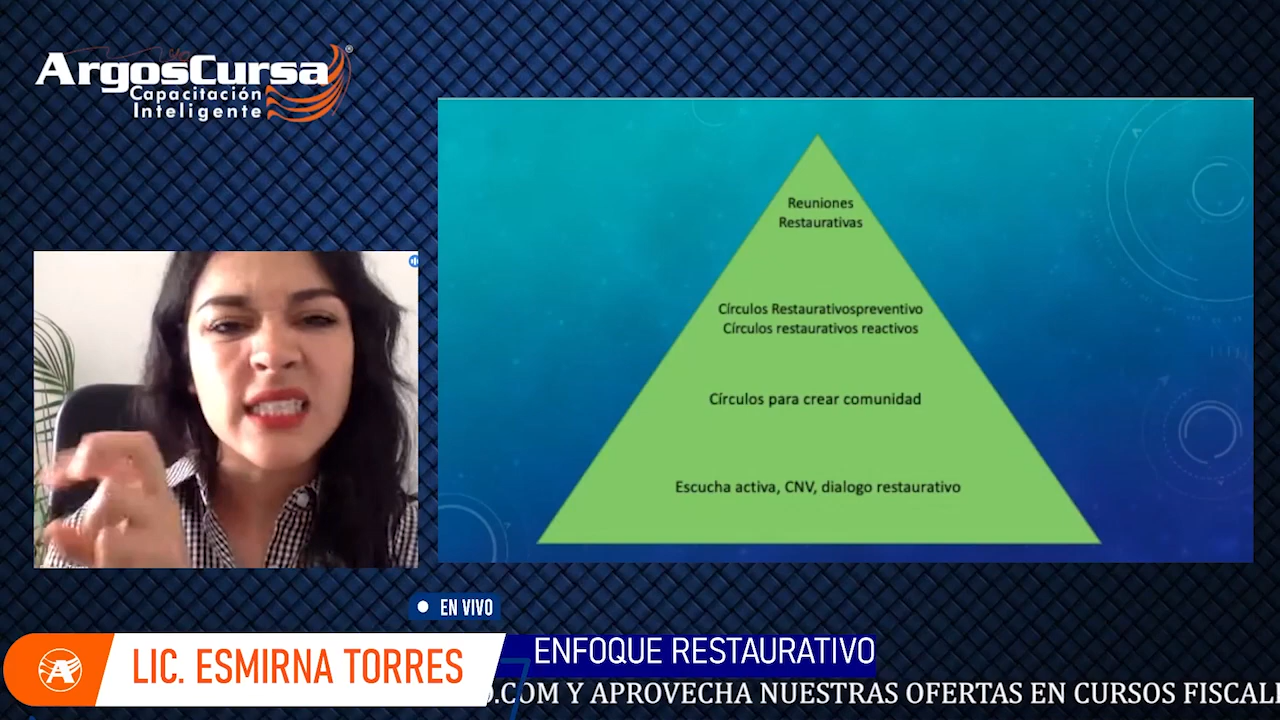 ArgosCursa
Capacitación
Inteligente
Reuniones
Restaurativas
Círculos Restaurativospreventivo
Círculos restaurativos reactivos
Círculos para crear comunidad
Escucha activa, CNV, dialogo restaurativo
EN VIVO
LIC. ESMIRNA TORRES
ENFOQUE RESTAURATIVO
.COM Y APROVECHA NUESTRAS OFERTAS EN CURSOS